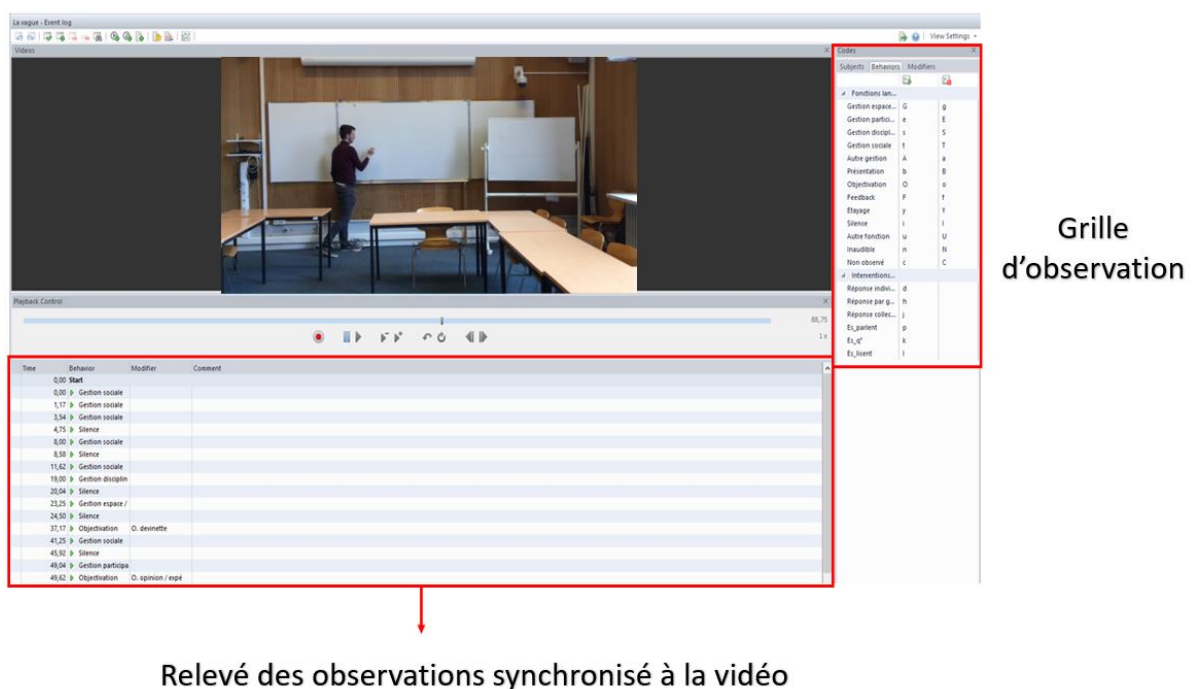 La vague - Event log
View Settings
Videos
Codes
Subjects Behaviors Modifiers
Fonctions lan...
Gestion espace... G g
Gestion partici... e E
Gestion discipl... s S
Gestion sociale t T
Autre gestion A a
Présentation b B
Objectivation O o
Feedback F f
Etayage y Y
Silence i I
Autre fonction u U
Inaudible n N
Non observé c C
Interventions...
Réponse indivi... d
Réponse par g... h
Réponse collec... j
Es_parlent p
Es_q° k
Es_lisent l
Grille
d'observation
Playback Control
88,75
1x
Time Behavior Modifier Comment
0,00 Start
0,00 Gestion sociale
1,17 Gestion sociale
3,54 Gestion sociale
4,75 Silence
8,00 Gestion sociale
8,58 Silence
11,62 Gestion sociale
19,00 Gestion disciplin
20,04 Silence
23,25 Gestion espace /
24,50 Silence
37,17 Objectivation O. devinette
41,25 Gestion sociale
45,92 Silence
49,04 Gestion participa
49,62 Objectivation O. opinion / expé
Relevé des observations synchronisé à la vidéo